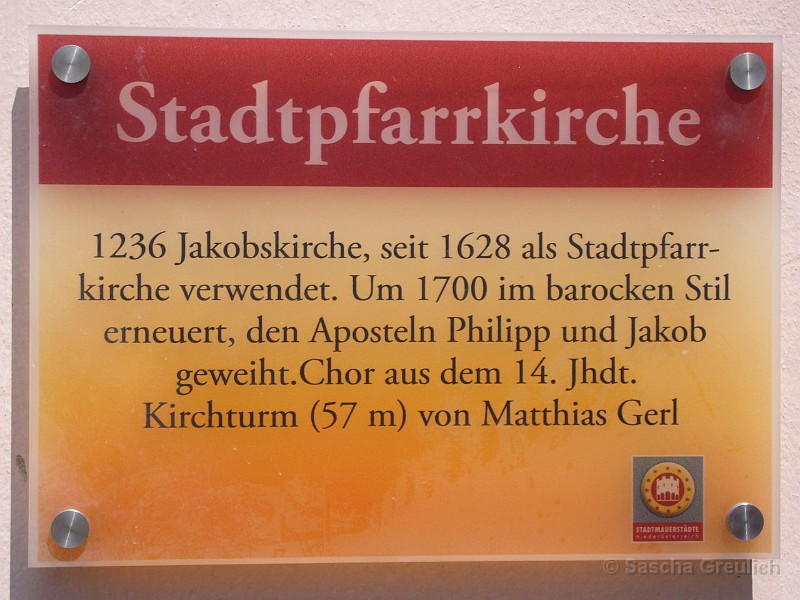 Stadtpfarrkirche
1236 Jakobskirche, seit 1628 als Stadtpfarr-
kirche verwendet. Um 1700 im barocken Stil
erneuert, den Aposteln Philipp und Jakob
geweiht.Chor aus dem 14. Jhdt.
Kirchturm (57 m) von Matthias Gerl
STADTMAUERSTÄDTE
niederösterreich
© Sascha Greulich